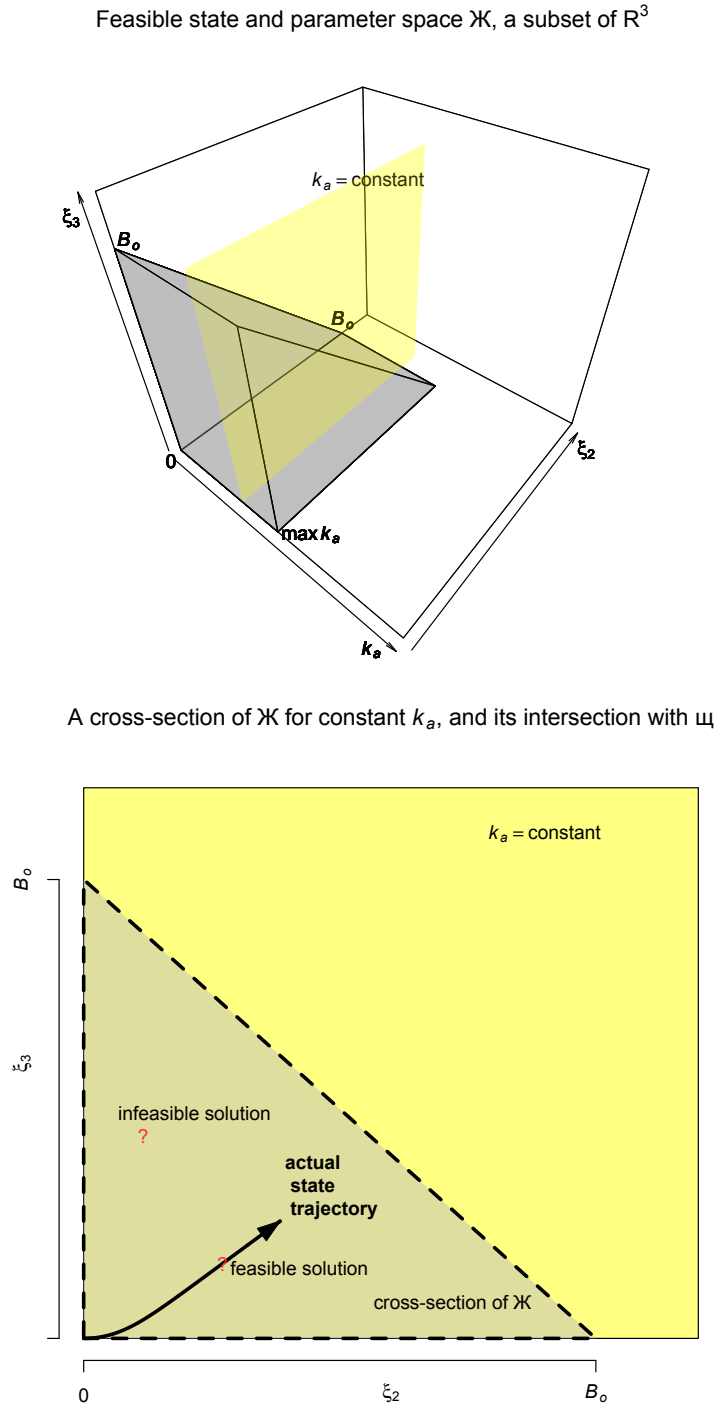 Feasible state and parameter space Ж, a subset of R³
kₐ = constant
ξ₃
Bₒ
Bₒ
0
ξ₂
max kₐ
kₐ
A cross-section of Ж for constant kₐ, and its intersection with щ
kₐ = constant
Bₒ
ξ₃
infeasible solution
?
actual
state
trajectory
? feasible solution
cross-section of Ж
0
ξ₂
Bₒ